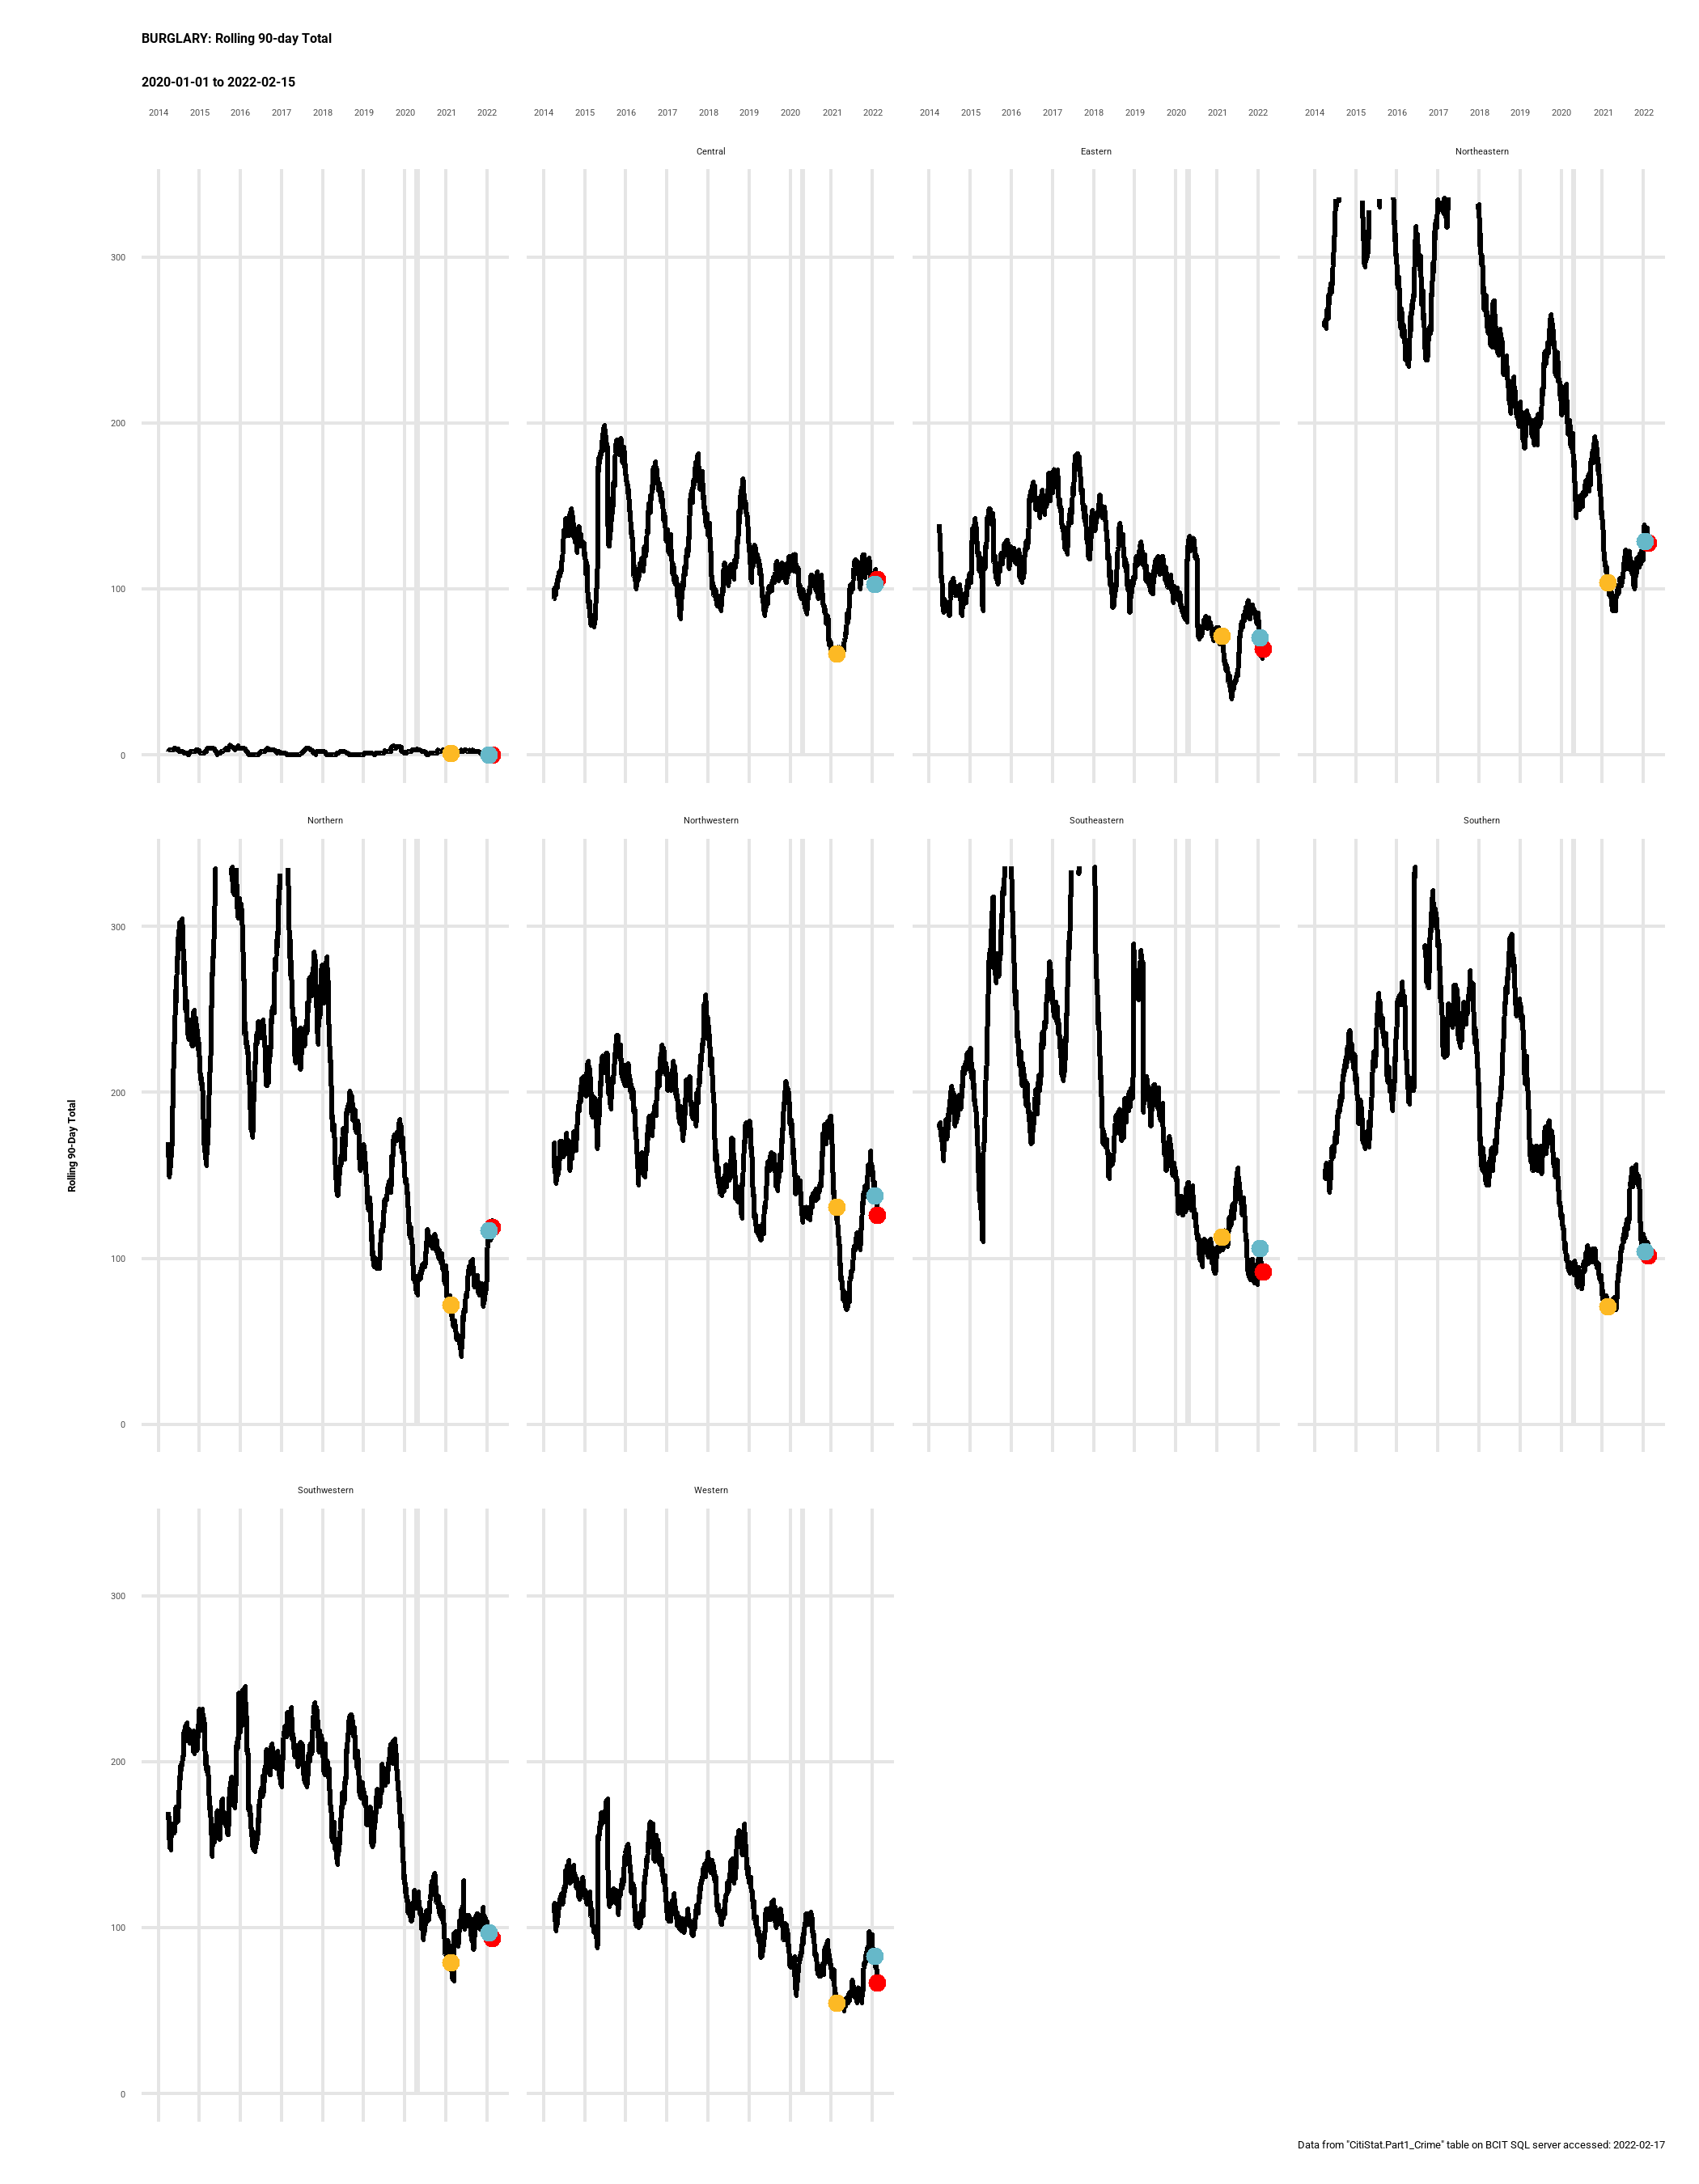 BURGLARY: Rolling 90-day Total
2020-01-01 to 2022-02-15
2014 2015 2016 2017 2018 2019 2020 2021 2022 2014 2015 2016 2017 2018 2019 2020 2021 2022 2014 2015 2016 2017 2018 2019 2020 2021 2022 2014 2015 2016 2017 2018 2019 2020 2021 2022
Central Eastern Northeastern
300
200
100
0
Northern Northwestern Southeastern Southern
300
200
100
0
Rolling 90-Day Total
Southwestern Western
300
200
100
0
Data from "CitiStat.Part1_Crime" table on BCIT SQL server accessed: 2022-02-17